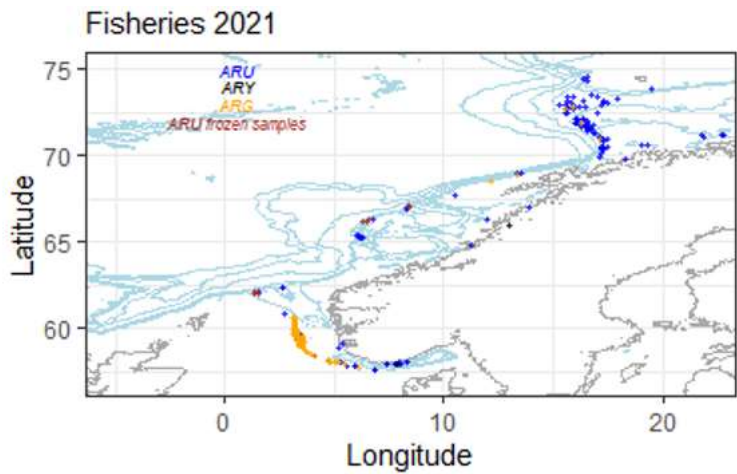 Fisheries 2021
ARU
ARY
ARG
ARU frozen samples
75
70
65
60
Latitude
0
10
20
Longitude